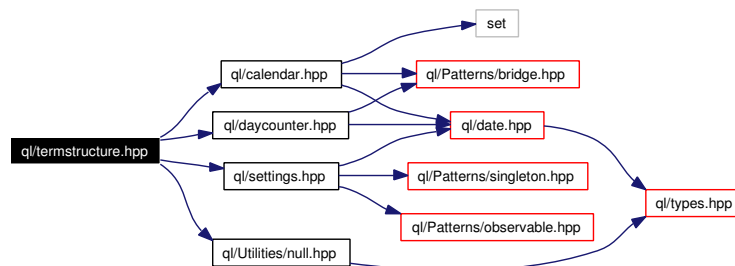 set
ql/calendar.hpp
ql/Patterns/bridge.hpp
ql/daycounter.hpp
ql/date.hpp
ql/termstructure.hpp
ql/settings.hpp
ql/Patterns/singleton.hpp
ql/types.hpp
ql/Patterns/observable.hpp
ql/Utilities/null.hpp